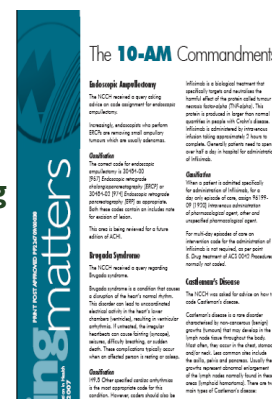 The 10-AM Commandments
Endoscopic Ampullectomy
The NCCH received a query asking
advice on code assignment for endoscopic
ampullectomy.
Increasingly, endoscopists who perform
ERCPs are removing small ampullary
tumours which are usually adenomas.
Classification
The correct code for endoscopic
ampullectomy is 30484-00
[957] Endoscopic retrograde
cholangiopancreatography [ERCP] or
30484-02 [974] Endoscopic retrograde
pancreatography [ERP] as appropriate.
Both these codes contain an includes note
for excision of lesion.
This area is being reviewed for a future
edition of ACHI.
Brugada Syndrome
The NCCH received a query regarding
Brugada syndrome.
Brugada syndrome is a condition that causes
a disruption of the heart's normal rhythm.
This disorder can lead to uncoordinated
electrical activity in the heart's lower
chambers (ventricles), resulting in ventricular
arrhythmia. If untreated, the irregular
heartbeats can cause fainting (syncope),
seizures, difficulty breathing, or sudden
death. These complications typically occur
when an affected person is resting or asleep.
Classification
I49.8 Other specified cardiac arrhythmias
is the most appropriate code for this
condition. However, coders should also be
Infliximab is a biological treatment that
specifically targets and neutralises the
harmful effect of the protein called tumour
necrosis factor-alpha (TNF-alpha). This
protein is produced in larger than normal
quantities in people with Crohn's disease.
Infliximab is administered by intravenous
infusion taking approximately 2 hours to
complete. Generally patients need to spend
over half a day in hospital for administration
of Infliximab.
Classification
When a patient is admitted specifically
for administration of Infliximab, for a
day only episode of care, assign 96199-
09 [1920] Intravenous administration
of pharmacological agent, other and
unspecified pharmacological agent.
For multi-day episodes of care an
intervention code for the administration of
Infliximab is not required, as per point
6. Drug treatment of ACS 0042 Procedures
normally not coded.
Castleman's Disease
The NCCH was asked for advice on how to
code Castleman's disease.
Castleman's disease is a rare disorder
characterized by non-cancerous (benign)
growths (tumours) that may develop in the
lymph node tissue throughout the body.
Most often, they occur in the chest, stomach
and/or neck. Less common sites include
the axilla, pelvis and pancreas. Usually the
growths represent abnormal enlargement
of the lymph nodes normally found in these
areas (lymphoid hamartoma). There are two
main types of Castleman's disease:
PRINT POST APPROVED
matters
ng
2007